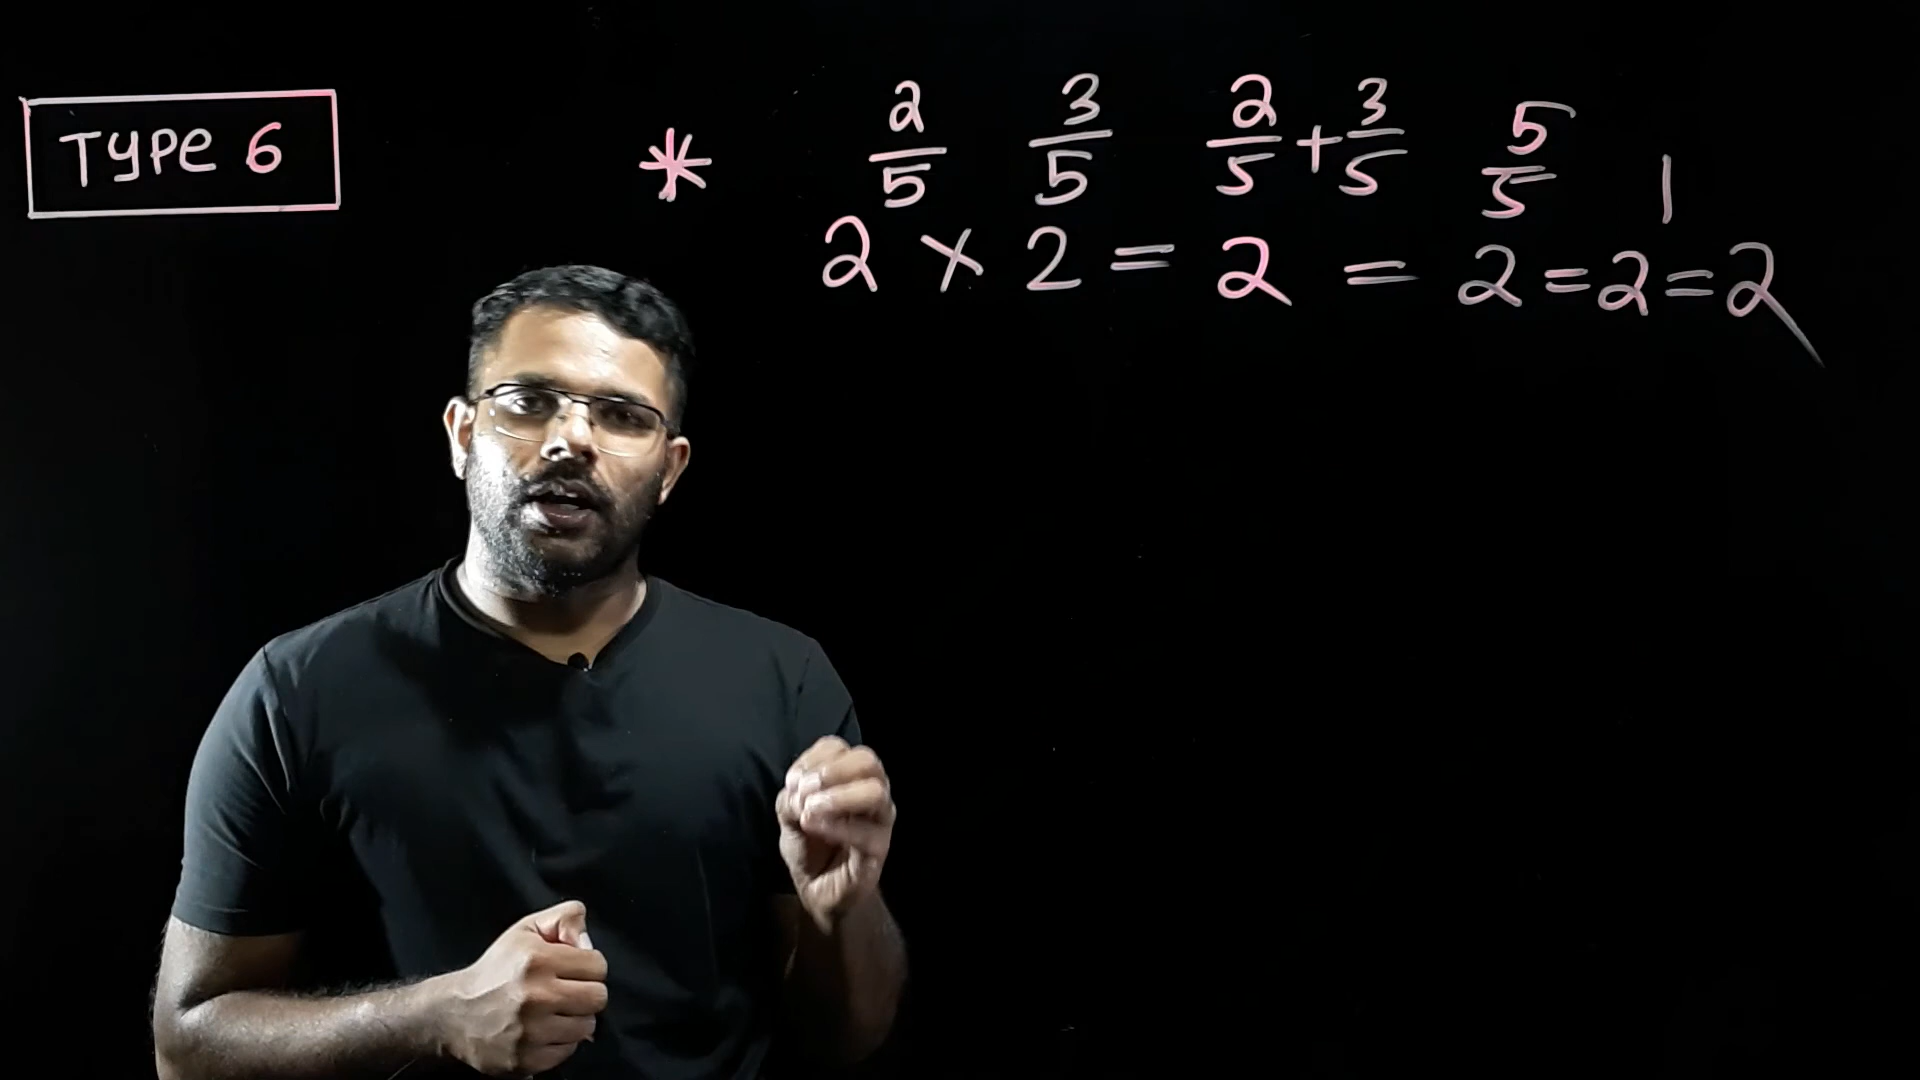 TYPE 6
* 2^(2/5) × 2^(3/5) = 2^(2/5 + 3/5) = 2^(5/5) = 2^1 = 2